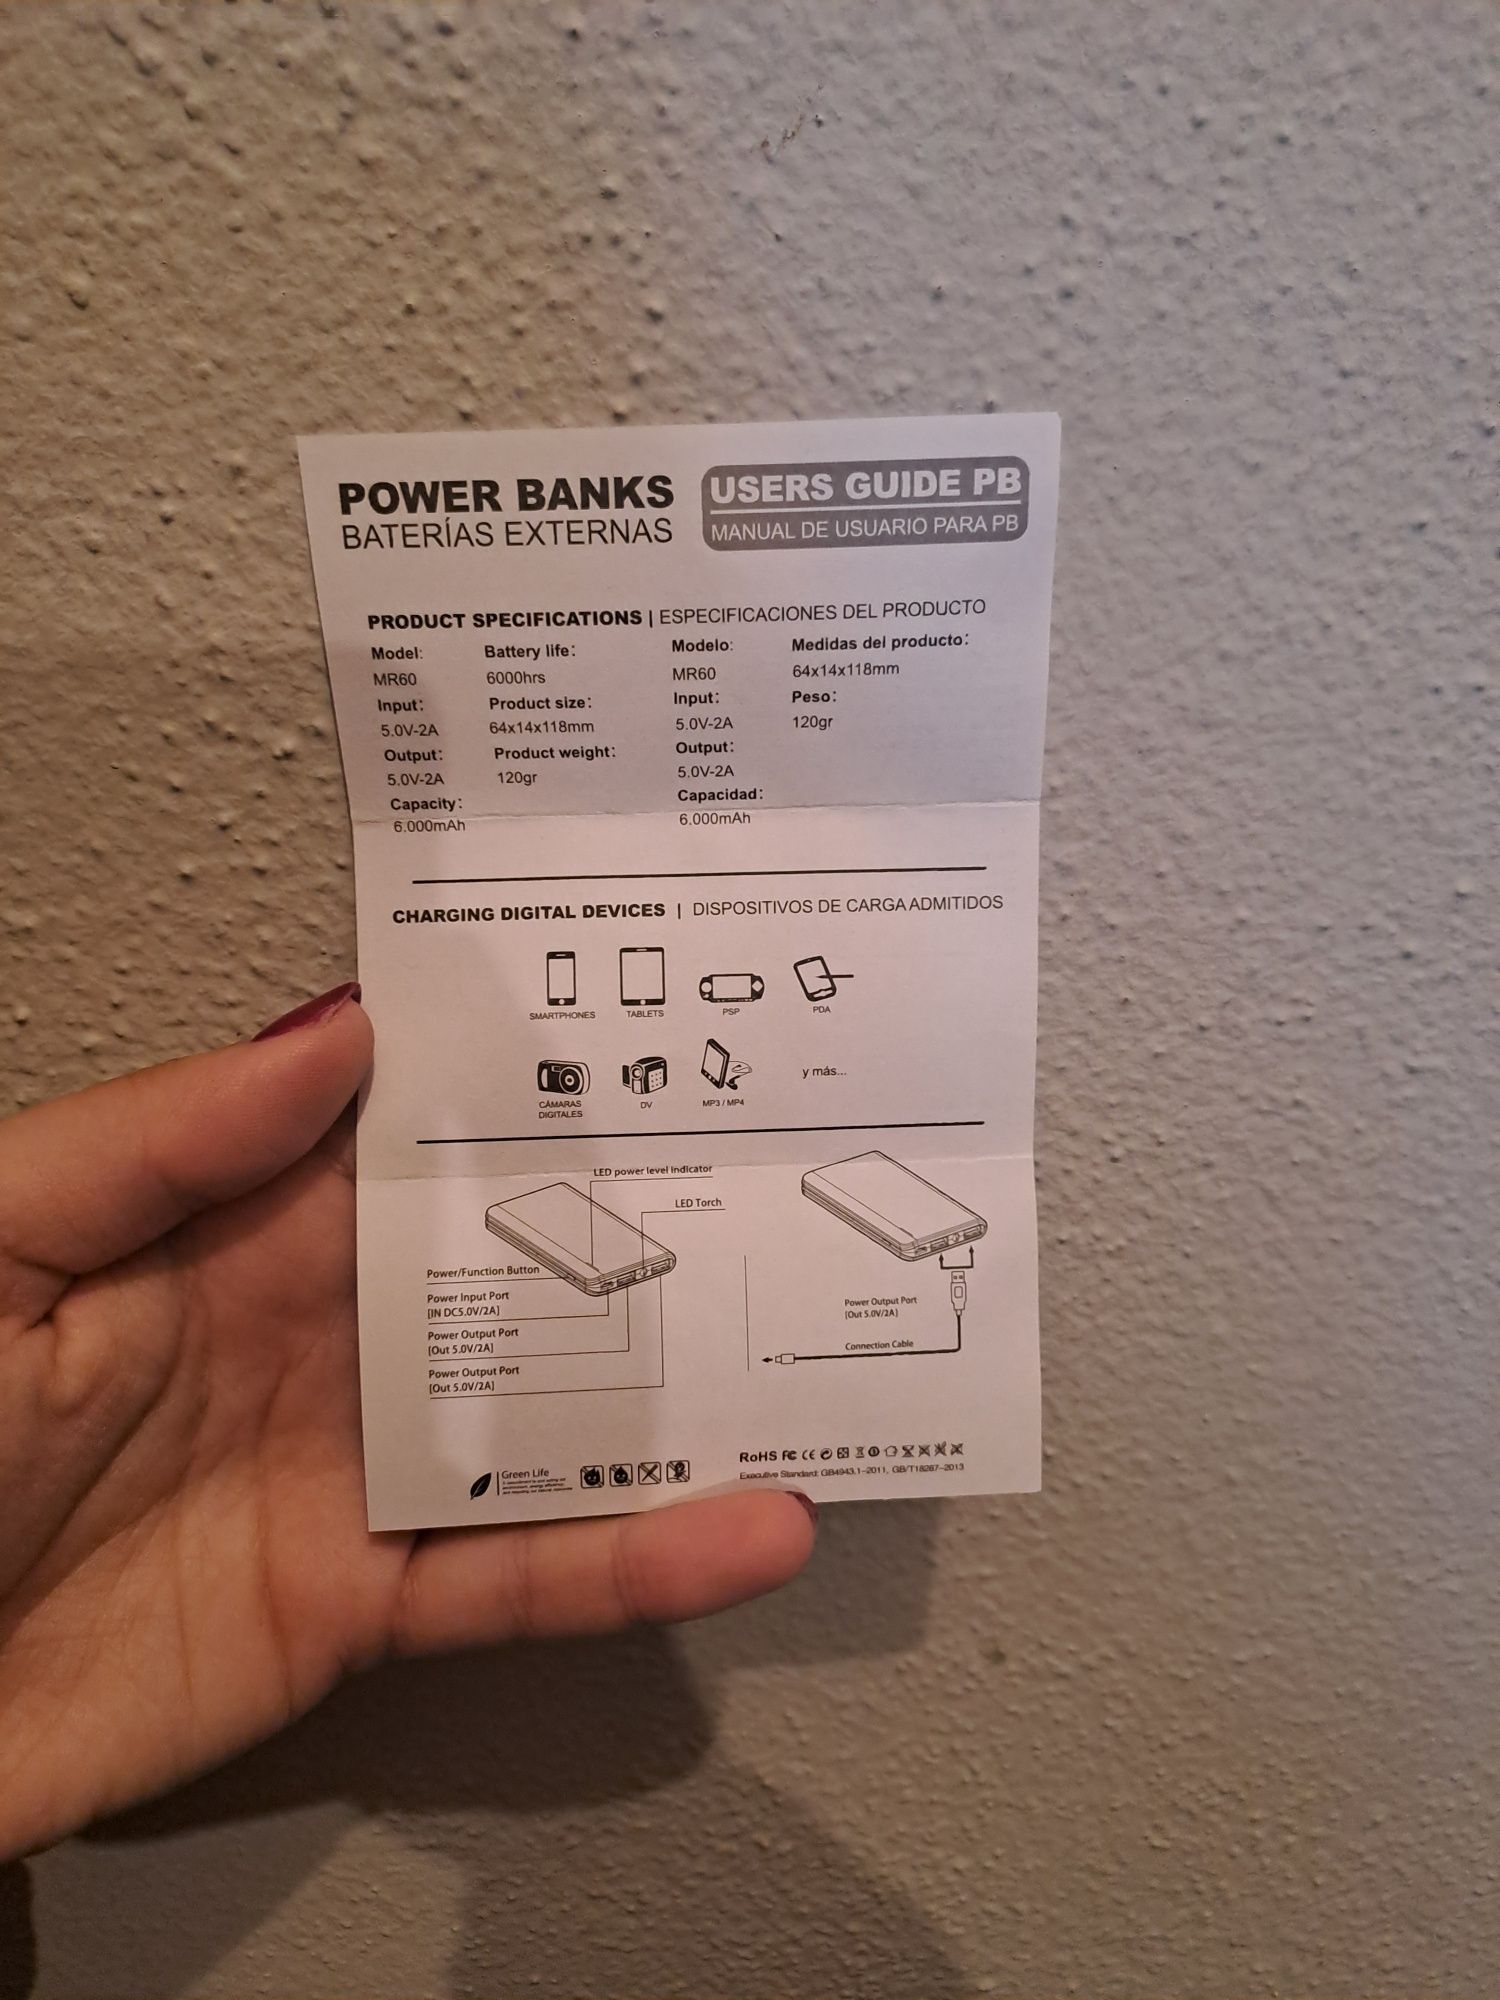 POWER BANKS
BATERÍAS EXTERNAS
USERS GUIDE PB
MANUAL DE USUARIO PARA PB
PRODUCT SPECIFICATIONS | ESPECIFICACIONES DEL PRODUCTO
Model:
MR60
Input:
5.0V-2A
Output:
5.0V-2A
Capacity:
6.000mAh
Battery life:
6000hrs
Product size:
64x14x118mm
Product weight:
120gr
Modelo:
MR60
Input:
5.0V-2A
Output:
5.0V-2A
Capacidad:
6.000mAh
Medidas del producto:
64x14x118mm
Peso:
120gr
CHARGING DIGITAL DEVICES | DISPOSITIVOS DE CARGA ADMITIDOS
SMARTPHONES
TABLETS
PSP
PDA
CÁMARAS
DIGITALES
DV
MP3 / MP4
y más...
LED power level indicator
LED Torch
Power/Function Button
Power Input Port
[IN DC5.0V/2A]
Power Output Port
[Out 5.0V/2A]
Power Output Port
[Out 5.0V/2A]
Power Output Port
[Out 5.0V/2A]
Connection Cable
Green Life
RoHS FC CE
Executive Standard: GB4943.1-2011, GB/T18287-2013